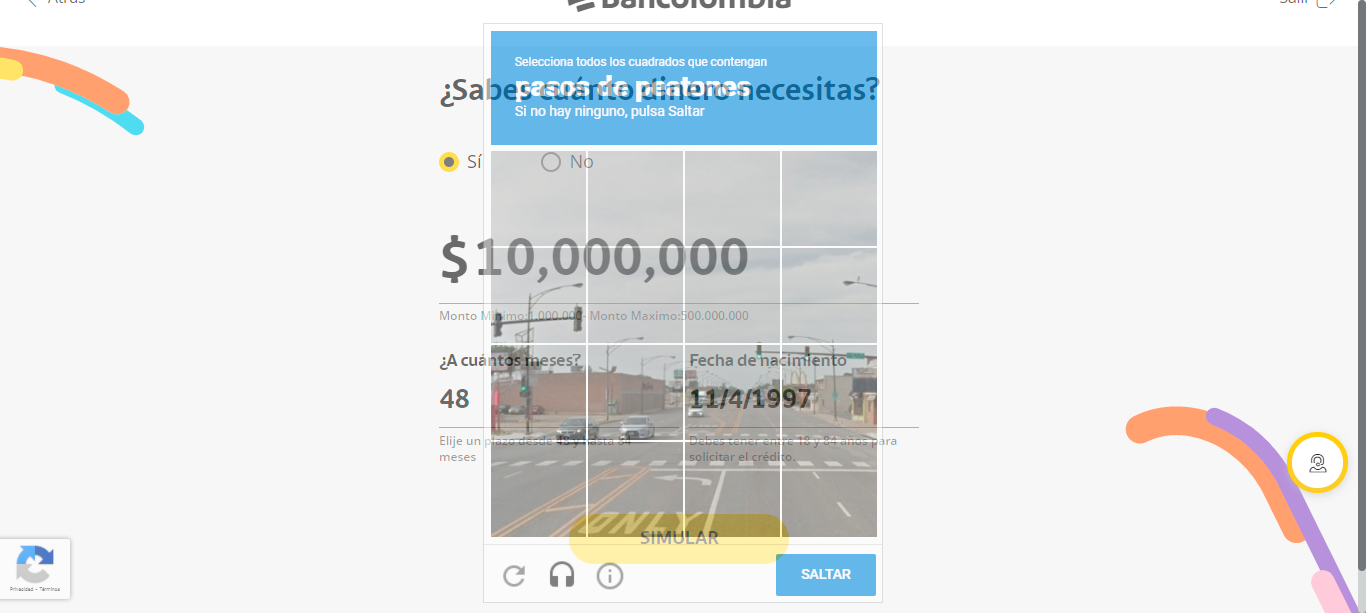 Atrás
Bancolombia
Salir
Selecciona todos los cuadrados que contengan
pasos de peatones
Si no hay ninguno, pulsa Saltar
¿Sabes cuánto dinero necesitas?
Sí
No
$10,000,000
Monto Mínimo:1.000.000- Monto Maximo:500.000.000
¿A cuántos meses?
Fecha de nacimiento
48
11/4/1997
Elije un plazo desde 48 y hasta 84
meses
Debes tener entre 18 y 84 años para
solicitar el crédito.
ONLY
SIMULAR
SALTAR
Privacidad - Términos